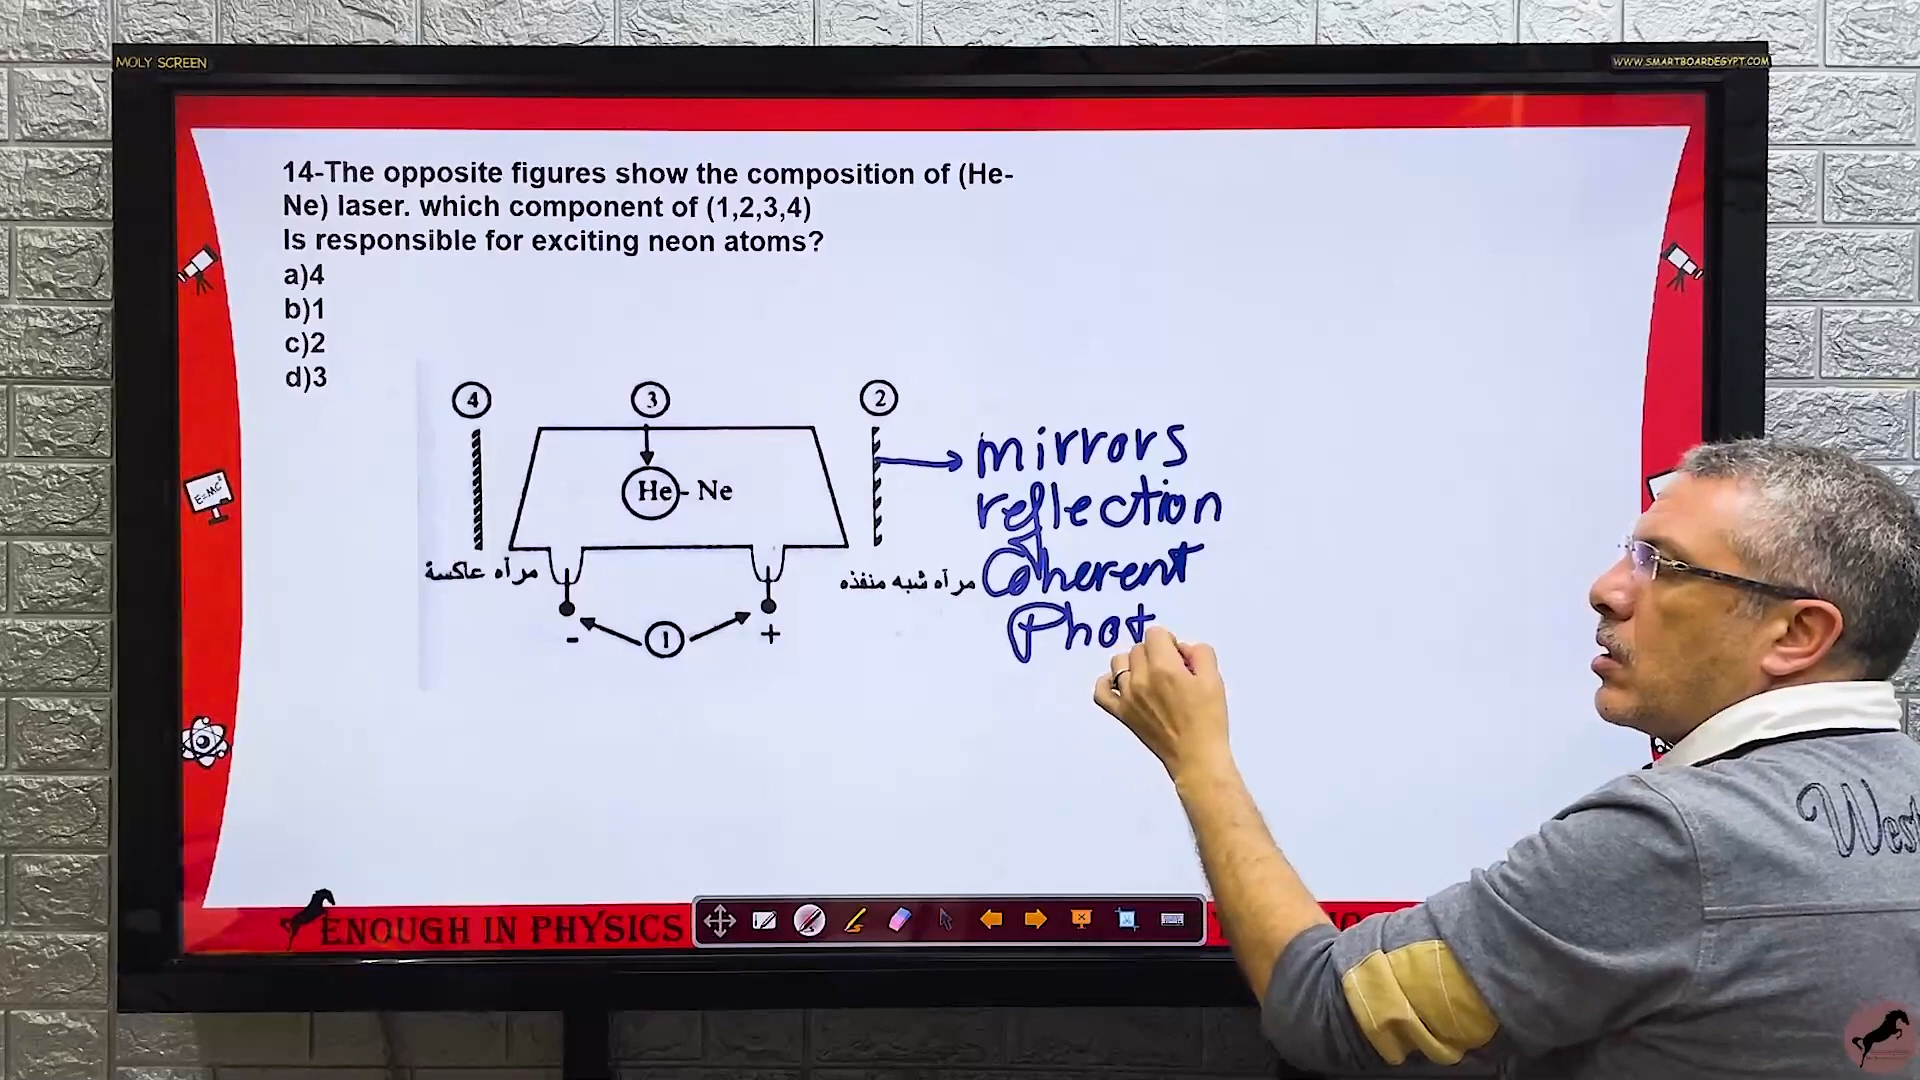 MOLY SCREEN
WWW.SMARTBOARDEGYPT.COM
14-The opposite figures show the composition of (He-
Ne) laser. which component of (1,2,3,4)
Is responsible for exciting neon atoms?
a)4
b)1
c)2
d)3
4
3
2
He - Ne
mirrors
reflection
Coherent
Phot
مرآه عاكسة
مرآه شبه منفذه
-
1
+
E=MC²
ENOUGH IN PHYSICS
West